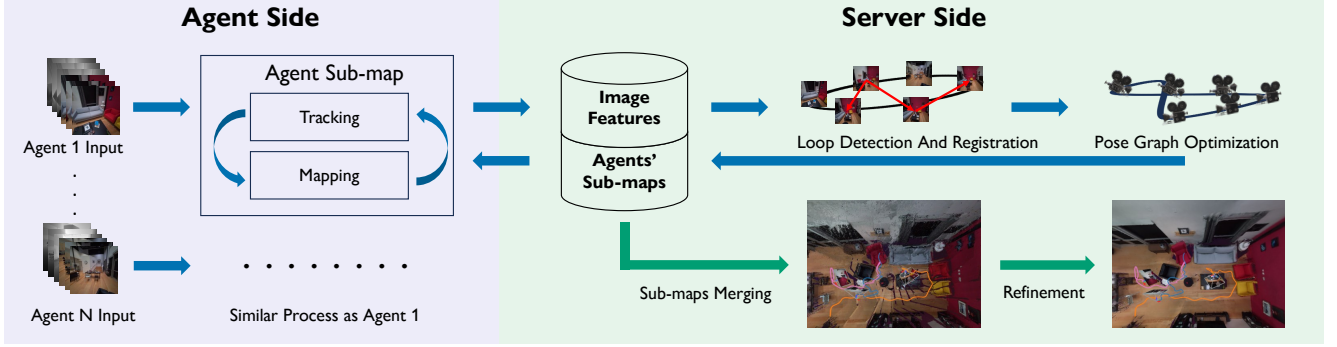 Agent Side
Server Side
Agent Sub-map
Tracking
Mapping
Agent 1 Input
.
.
.
Agent N Input
. . . . . . . .
Similar Process as Agent 1
Image
Features
Agents'
Sub-maps
Loop Detection And Registration
Pose Graph Optimization
Sub-maps Merging
Refinement